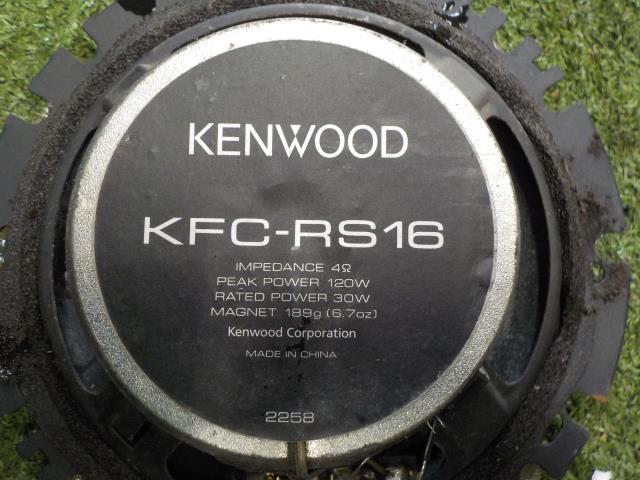 KENWOOD
KFC-RS16
IMPEDANCE 4Ω
PEAK POWER 120W
RATED POWER 30W
MAGNET 189g (6.7oz)
Kenwood Corporation
MADE IN CHINA
2258